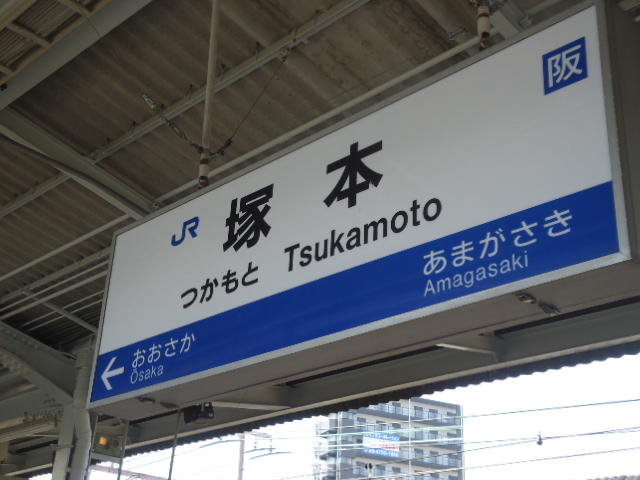 阪
JR 塚本
つかもと Tsukamoto
あまがさき
Amagasaki
← おおさか
Ōsaka